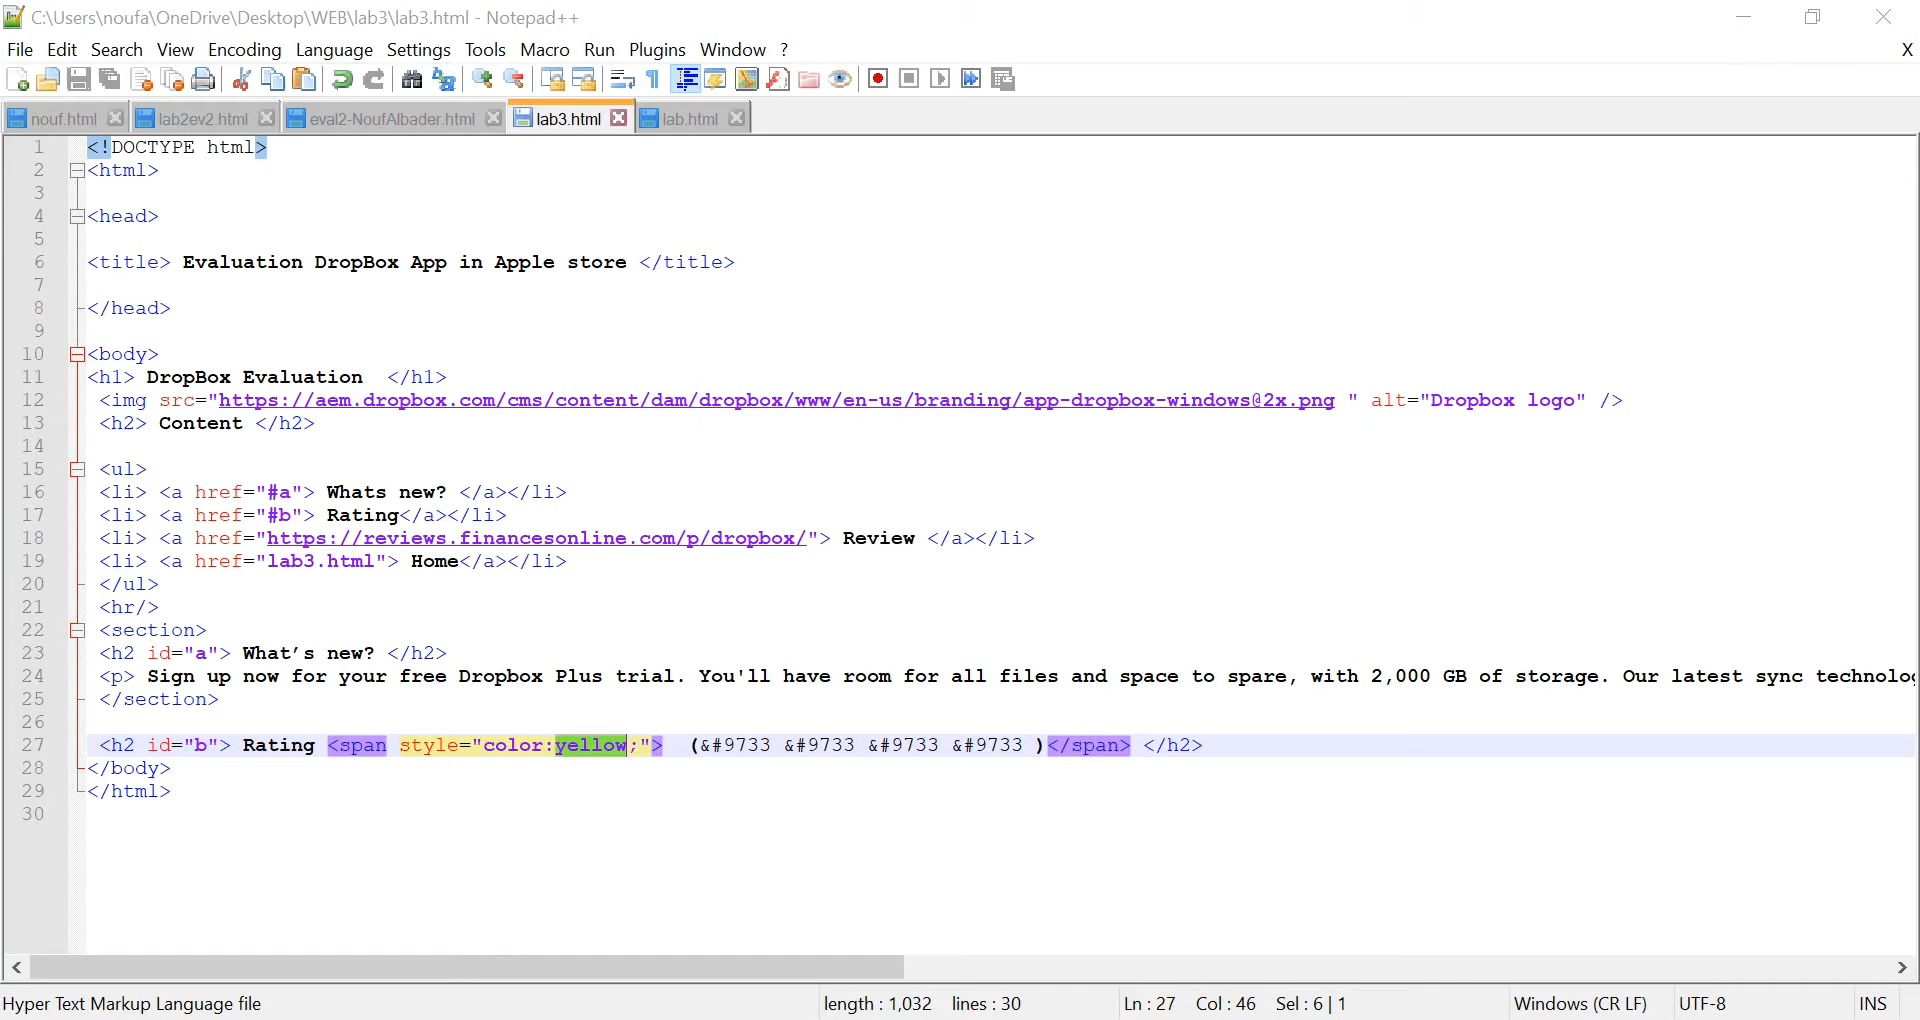 C:\Users\noufa\OneDrive\Desktop\WEB\lab3\lab3.html - Notepad++
File Edit Search View Encoding Language Settings Tools Macro Run Plugins Window ? X
nouf.html lab2ev2.html eval2-NoufAlbader.html lab3.html lab.html
1 <!DOCTYPE html>
2 <html>
3
4 <head>
5
6 <title> Evaluation DropBox App in Apple store </title>
7
8 </head>
9
10 <body>
11 <h1> DropBox Evaluation  </h1>
12 <img src="https://aem.dropbox.com/cms/content/dam/dropbox/www/en-us/branding/app-dropbox-windows@2x.png " alt="Dropbox logo" />
13 <h2> Content </h2>
14
15 <ul>
16 <li> <a href="#a"> Whats new? </a></li>
17 <li> <a href="#b"> Rating</a></li>
18 <li> <a href="https://reviews.financesonline.com/p/dropbox/"> Review </a></li>
19 <li> <a href="lab3.html"> Home</a></li>
20 </ul>
21 <hr/>
22 <section>
23 <h2 id="a"> What’s new? </h2>
24 <p> Sign up now for your free Dropbox Plus trial. You'll have room for all files and space to spare, with 2,000 GB of storage. Our latest sync technolo
25 </section>
26
27 <h2 id="b"> Rating <span style="color:yellow;">  (&#9733 &#9733 &#9733 &#9733 )</span> </h2>
28 </body>
29 </html>
30
Hyper Text Markup Language file length : 1,032 lines : 30 Ln : 27 Col : 46 Sel : 6 | 1 Windows (CR LF) UTF-8 INS